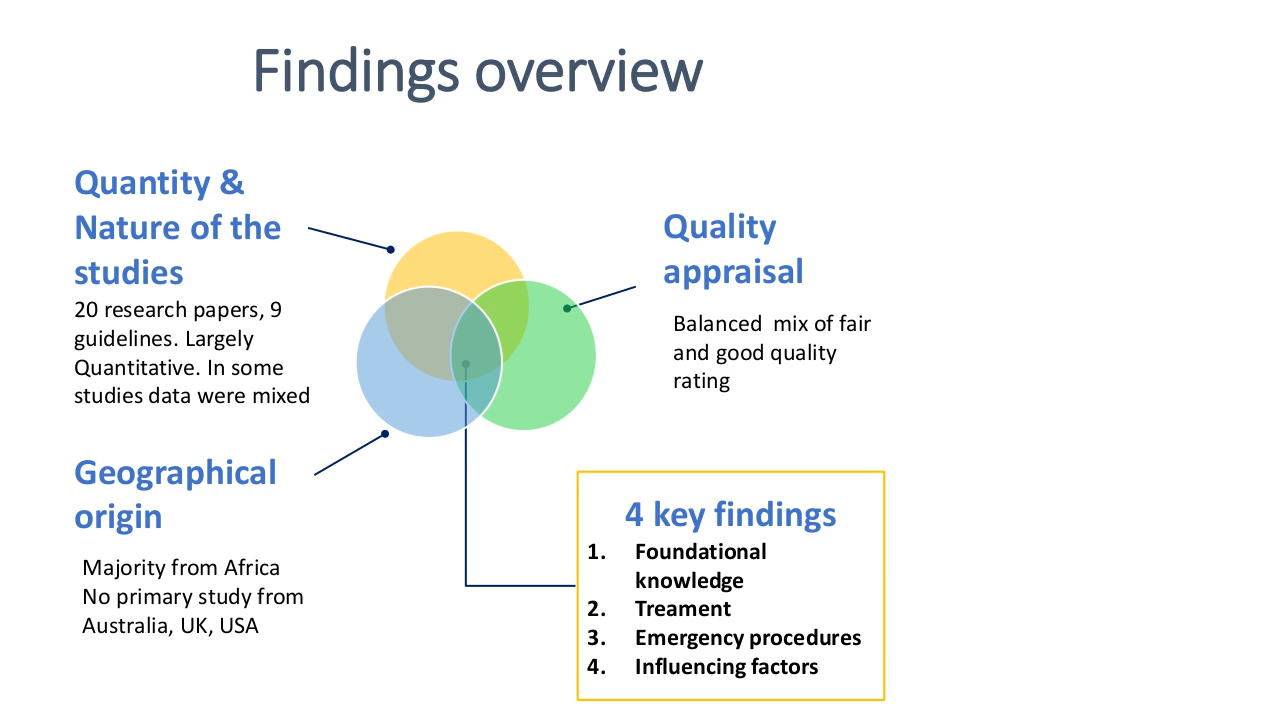 Findings overview
Quantity &
Nature of the
studies
20 research papers, 9
guidelines. Largely
Quantitative. In some
studies data were mixed
Quality
appraisal
Balanced  mix of fair
and good quality
rating
Geographical
origin
Majority from Africa
No primary study from
Australia, UK, USA
4 key findings
1. Foundational
knowledge
2. Treament
3. Emergency procedures
4. Influencing factors